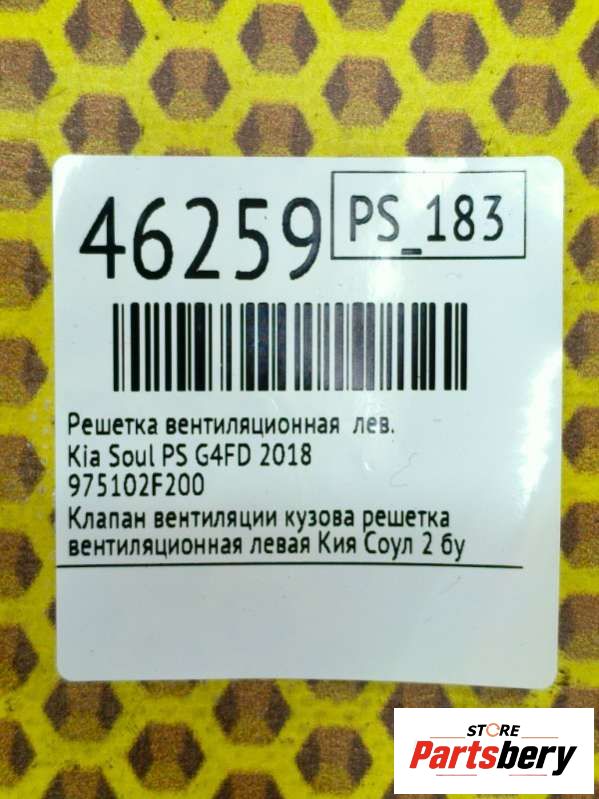 46259
PS_183
Решетка вентиляционная лев.
Kia Soul PS G4FD 2018
975102F200
Клапан вентиляции кузова решетка
вентиляционная левая Кия Соул 2 бу
STORE
Partsbery